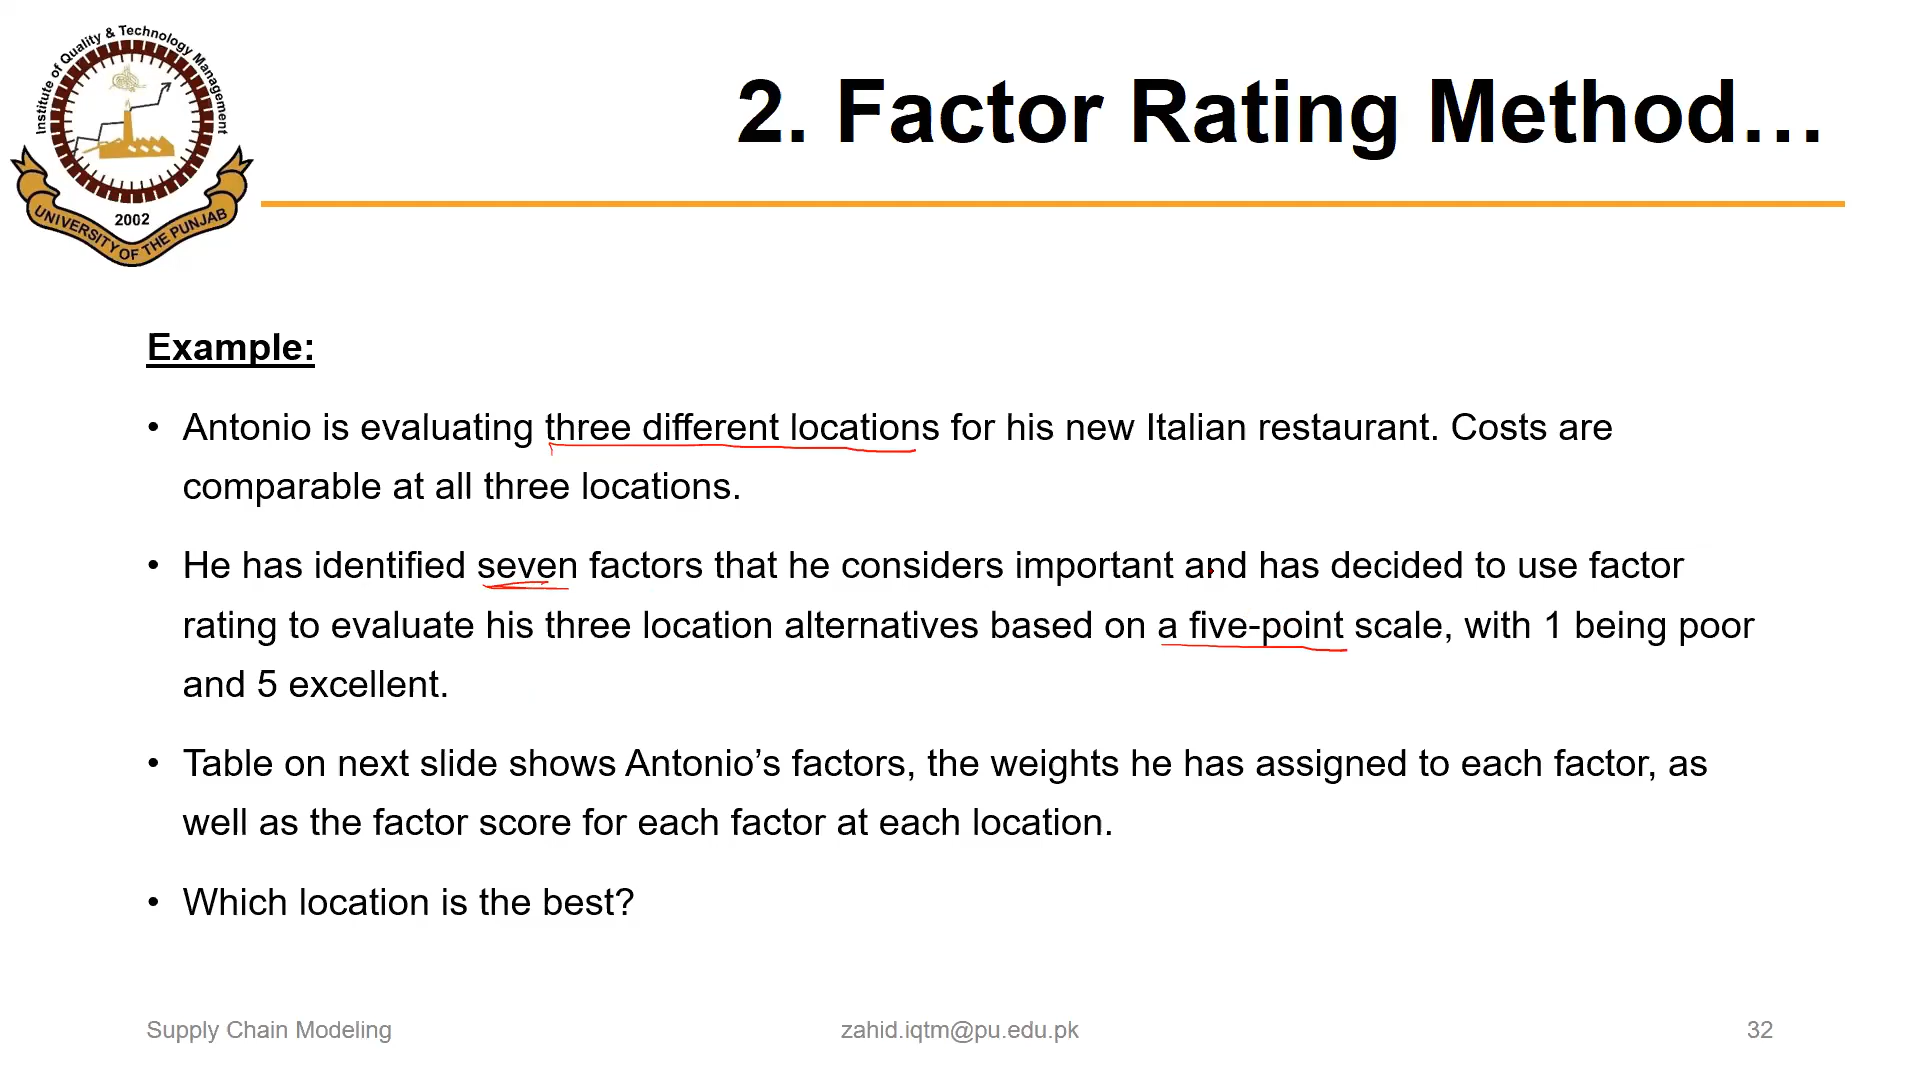 Institute of Quality & Technology Management
2002
UNIVERSITY OF THE PUNJAB
2. Factor Rating Method…
Example:
• Antonio is evaluating three different locations for his new Italian restaurant. Costs are
comparable at all three locations.
• He has identified seven factors that he considers important and has decided to use factor
rating to evaluate his three location alternatives based on a five-point scale, with 1 being poor
and 5 excellent.
• Table on next slide shows Antonio’s factors, the weights he has assigned to each factor, as
well as the factor score for each factor at each location.
• Which location is the best?
Supply Chain Modeling
zahid.iqtm@pu.edu.pk
32